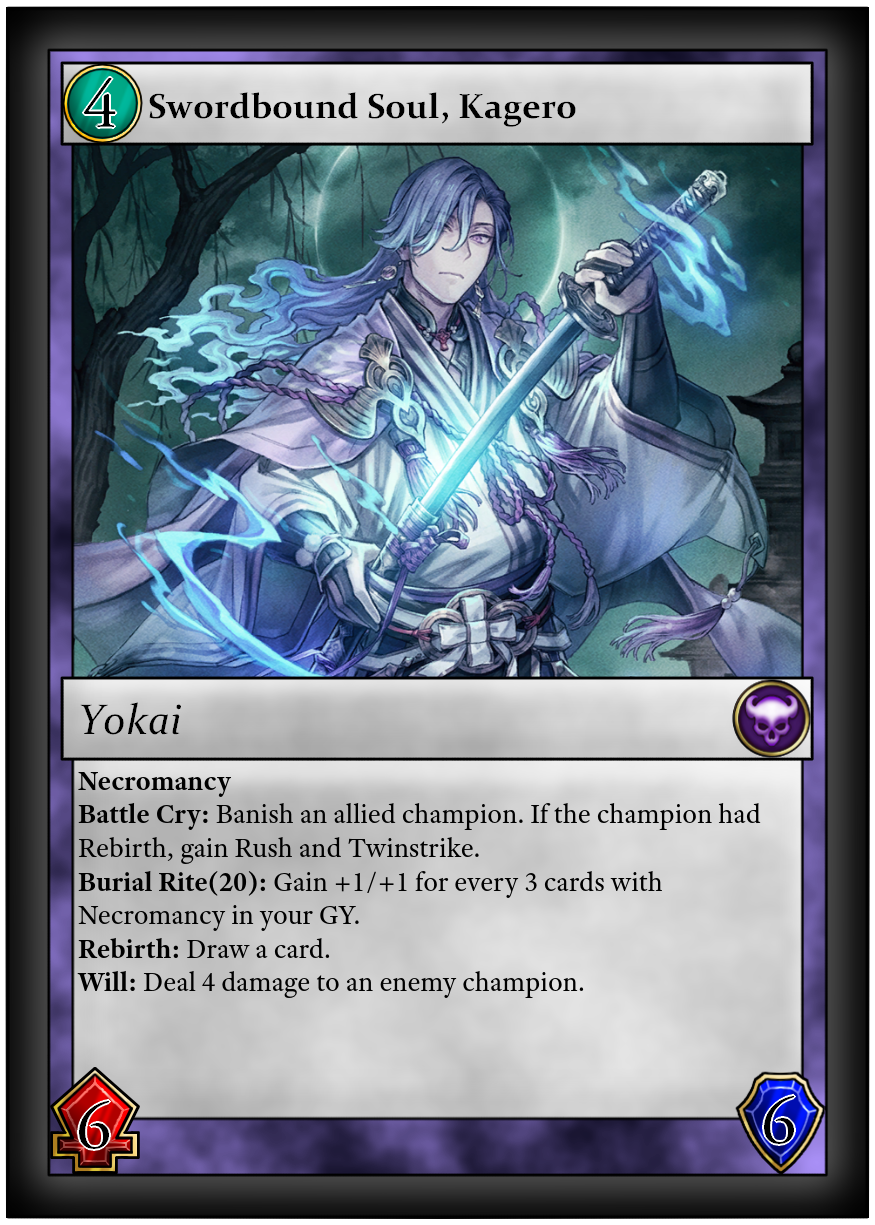 4
Swordbound Soul, Kagero
Yokai
Necromancy
Battle Cry: Banish an allied champion. If the champion had
Rebirth, gain Rush and Twinstrike.
Burial Rite(20): Gain +1/+1 for every 3 cards with
Necromancy in your GY.
Rebirth: Draw a card.
Will: Deal 4 damage to an enemy champion.
6
6